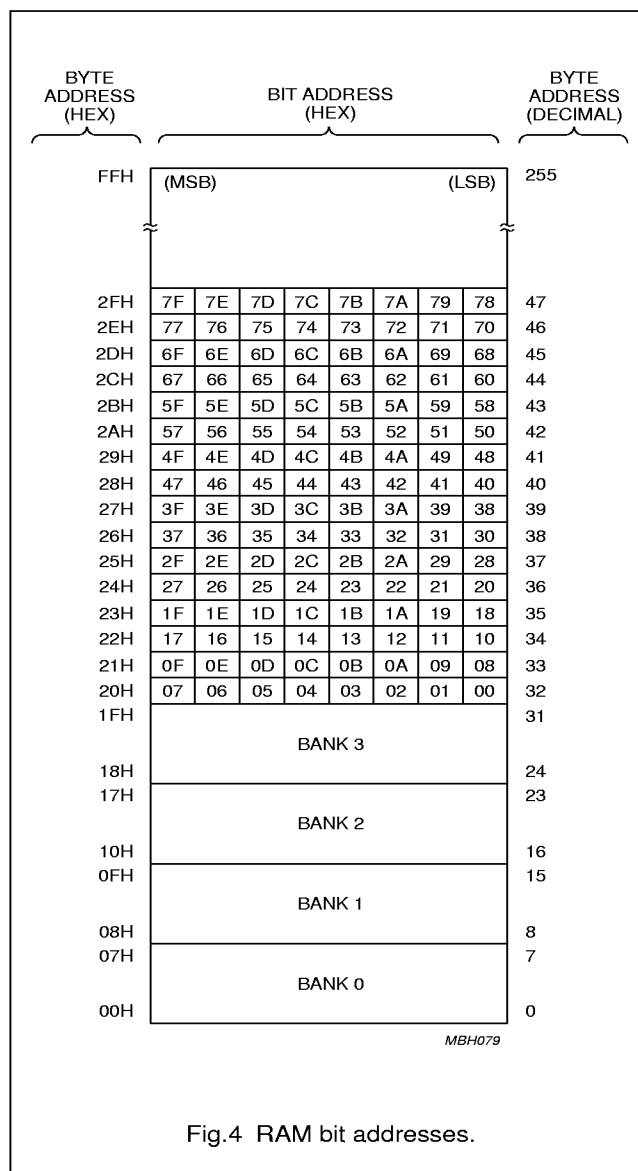 BYTE ADDRESS (HEX)
BIT ADDRESS (HEX)
BYTE ADDRESS (DECIMAL)
FFH (MSB) (LSB) 255
2FH 7F 7E 7D 7C 7B 7A 79 78 47
2EH 77 76 75 74 73 72 71 70 46
2DH 6F 6E 6D 6C 6B 6A 69 68 45
2CH 67 66 65 64 63 62 61 60 44
2BH 5F 5E 5D 5C 5B 5A 59 58 43
2AH 57 56 55 54 53 52 51 50 42
29H 4F 4E 4D 4C 4B 4A 49 48 41
28H 47 46 45 44 43 42 41 40 40
27H 3F 3E 3D 3C 3B 3A 39 38 39
26H 37 36 35 34 33 32 31 30 38
25H 2F 2E 2D 2C 2B 2A 29 28 37
24H 27 26 25 24 23 22 21 20 36
23H 1F 1E 1D 1C 1B 1A 19 18 35
22H 17 16 15 14 13 12 11 10 34
21H 0F 0E 0D 0C 0B 0A 09 08 33
20H 07 06 05 04 03 02 01 00 32
1FH 31
BANK 3
18H 24
17H 23
BANK 2
10H 16
0FH 15
BANK 1
08H 8
07H 7
BANK 0
00H 0
MBH079
Fig.4 RAM bit addresses.